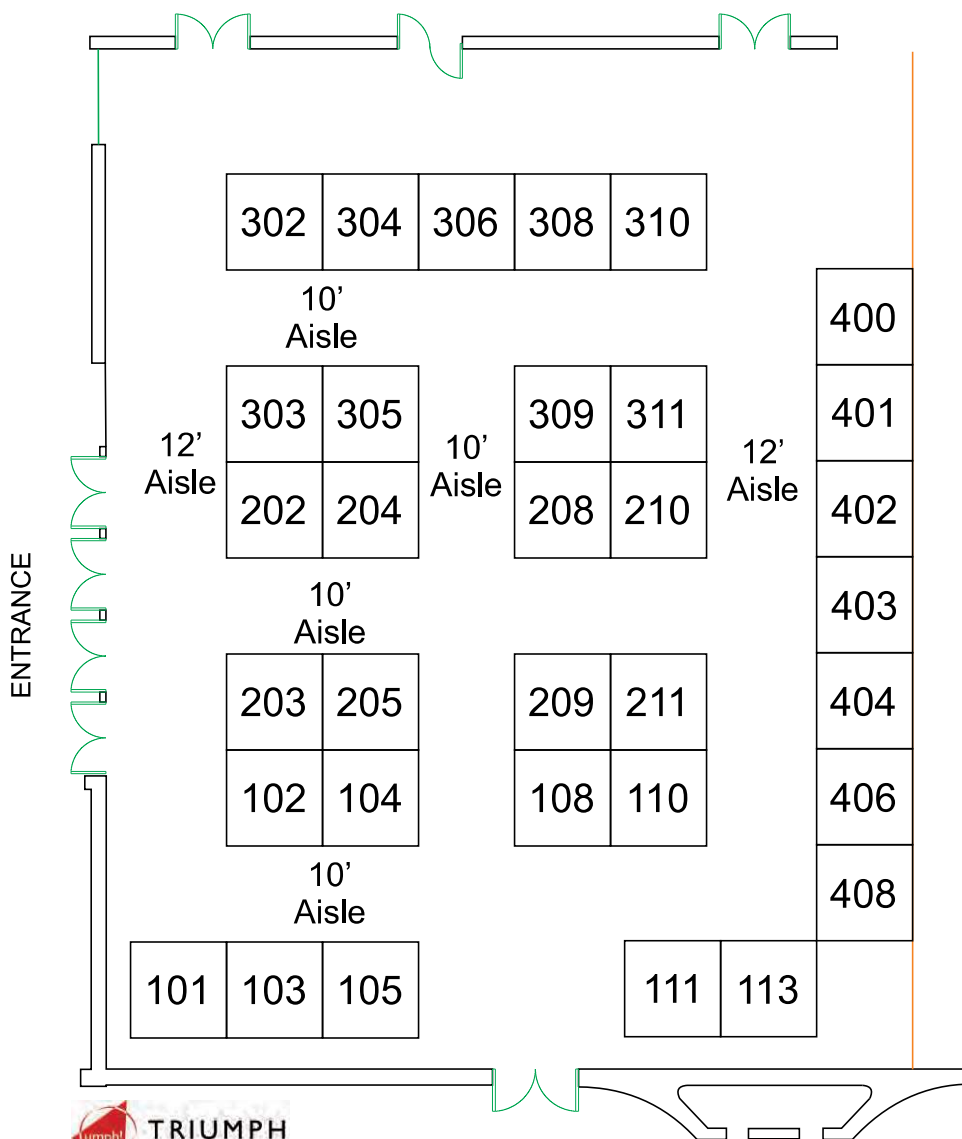 302 304 306 308 310
10’
Aisle
400
303 305 309 311 401
12’
Aisle
10’
Aisle
12’
Aisle
202 204 208 210 402
10’
Aisle
403
ENTRANCE
203 205 209 211 404
102 104 108 110 406
10’
Aisle
408
101 103 105 111 113
TRIUMPH